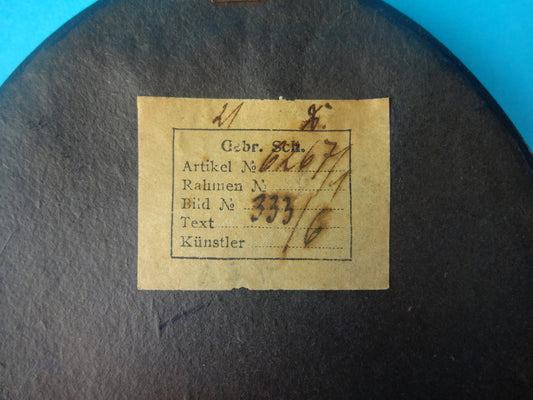 21
Gebr. Sch.
Artikel № 6267/1
Rahmen №
Bild № 333/6
Text
Künstler